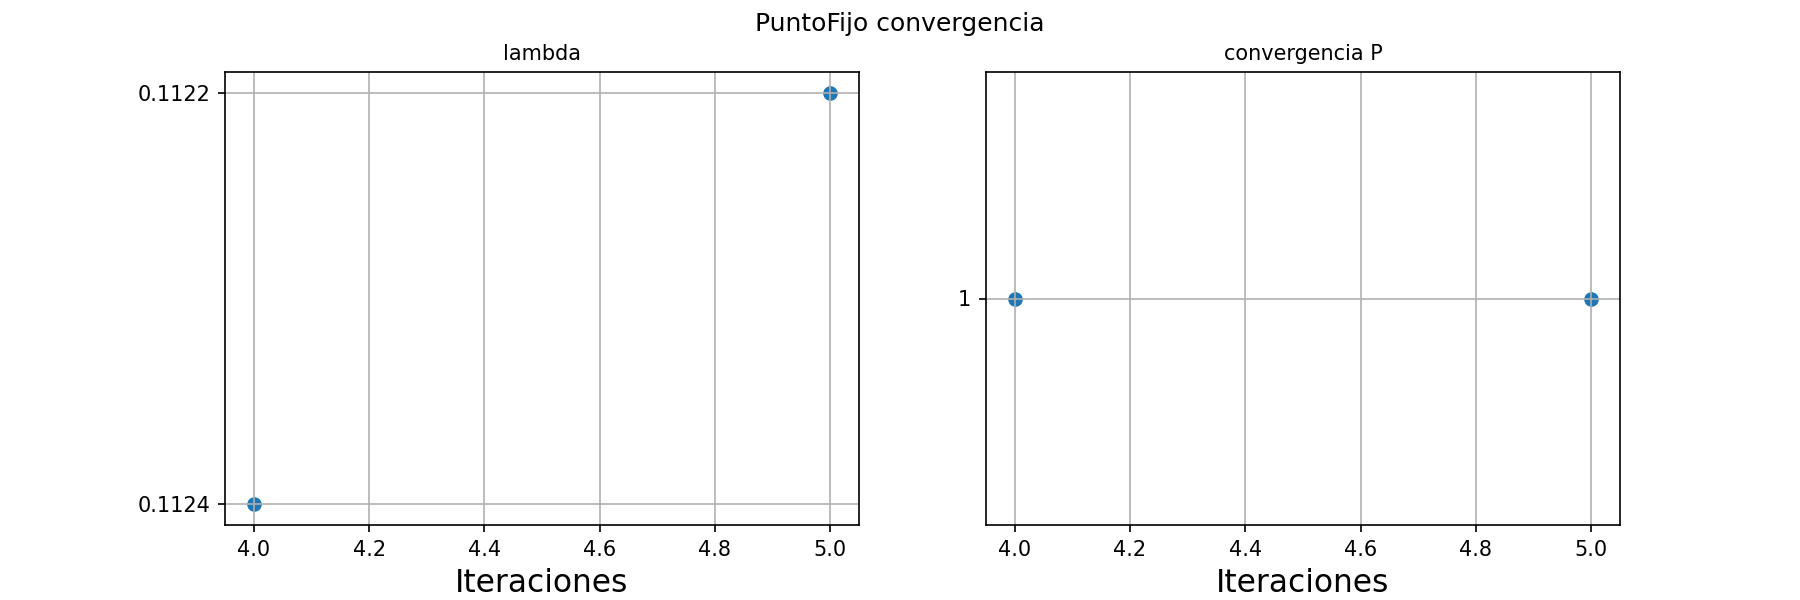 PuntoFijo convergencia
lambda
0.1122
0.1124
4.0 4.2 4.4 4.6 4.8 5.0
Iteraciones
convergencia P
1
4.0 4.2 4.4 4.6 4.8 5.0
Iteraciones